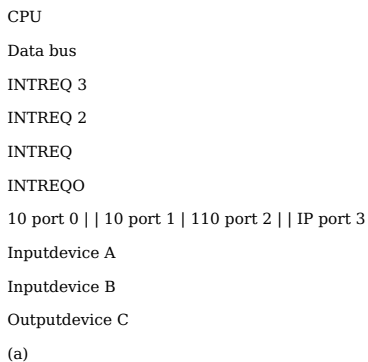 CPU
Data bus
INTREQ 3
INTREQ 2
INTREQ
INTREQO
10 port 0 | | 10 port 1 | 110 port 2 | | IP port 3
Inputdevice A
Inputdevice B
Outputdevice C
(a)